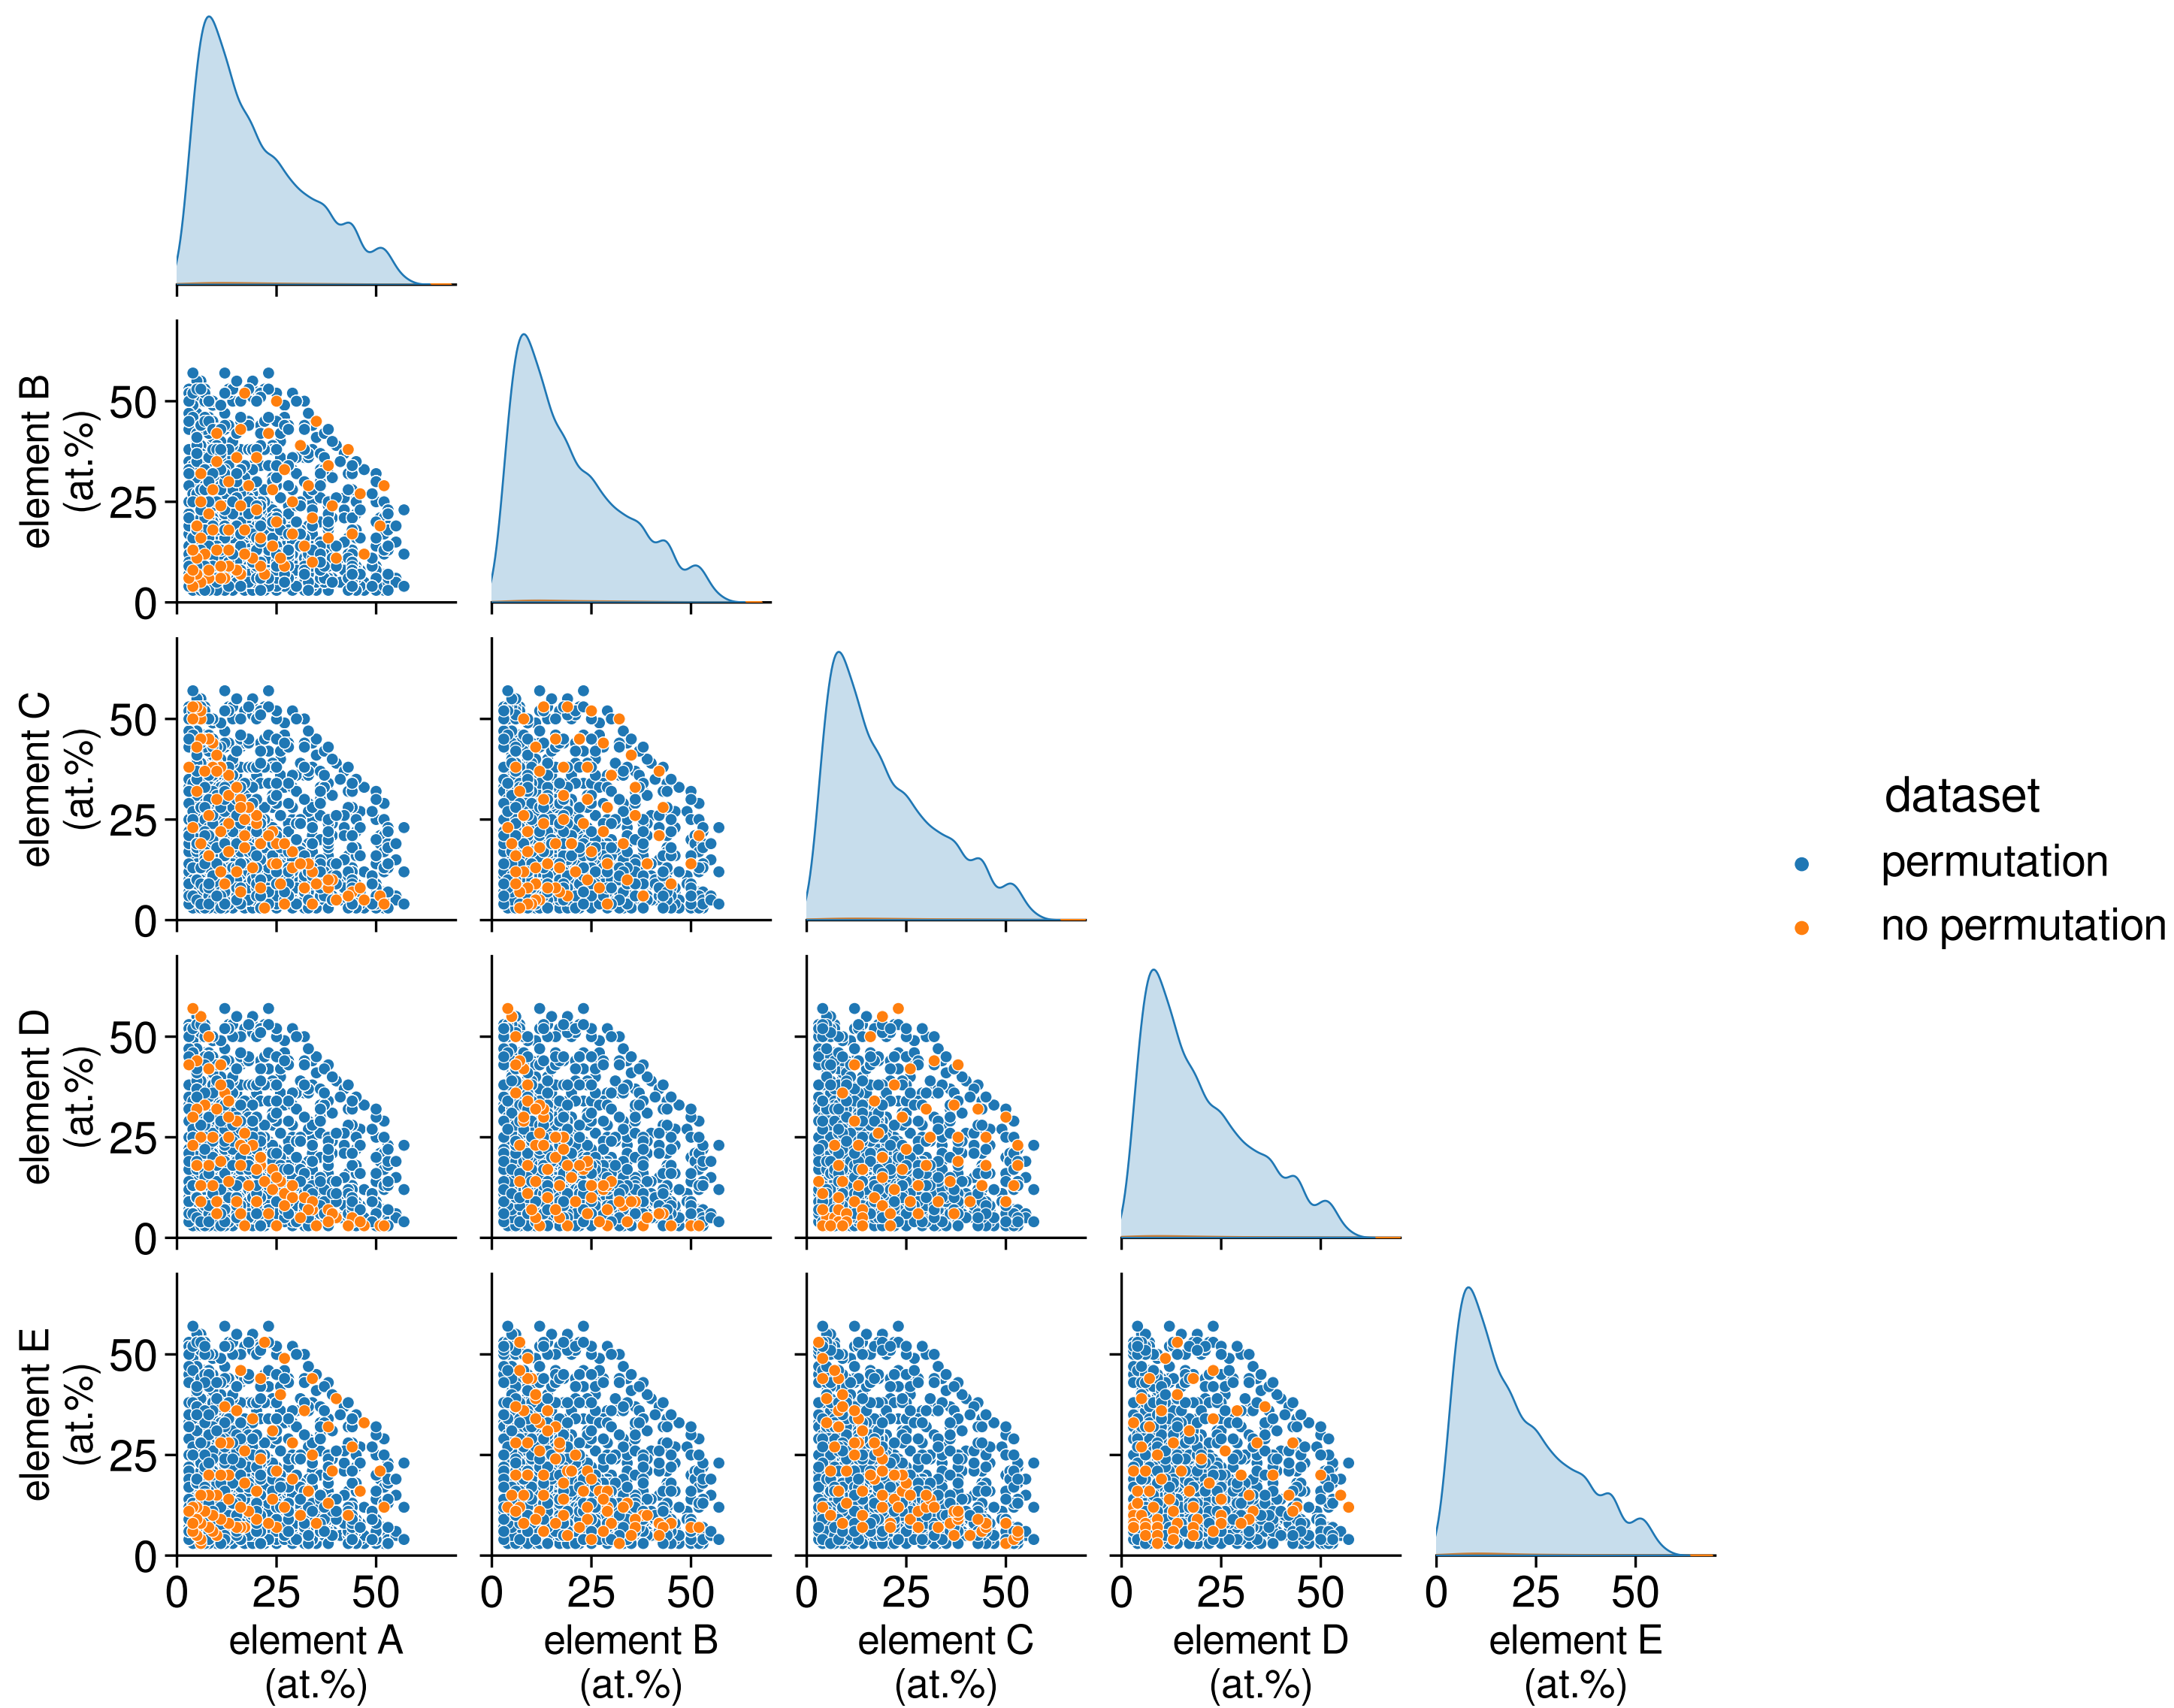 element B
(at.%)
50
25
0
element C
(at.%)
50
25
0
dataset
permutation
no permutation
element D
(at.%)
50
25
0
element E
(at.%)
50
25
0
0 25 50
0 25 50
0 25 50
0 25 50
0 25 50
element A
(at.%)
element B
(at.%)
element C
(at.%)
element D
(at.%)
element E
(at.%)